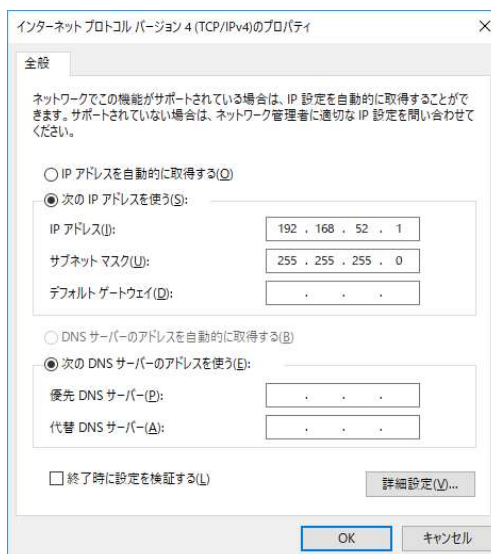 インターネット プロトコル バージョン 4 (TCP/IPv4)のプロパティ
全般
ネットワークでこの機能がサポートされている場合は、IP 設定を自動的に取得することがで
きます。サポートされていない場合は、ネットワーク管理者に適切な IP 設定を問い合わせて
ください。
IP アドレスを自動的に取得する(O)
次の IP アドレスを使う(S):
IP アドレス(I): 192 . 168 . 52 . 1
サブネット マスク(U): 255 . 255 . 255 . 0
デフォルト ゲートウェイ(D): . . .
DNS サーバーのアドレスを自動的に取得する(B)
次の DNS サーバーのアドレスを使う(E):
優先 DNS サーバー(P): . . .
代替 DNS サーバー(A): . . .
終了時に設定を検証する(L)
詳細設定(V)...
OK キャンセル